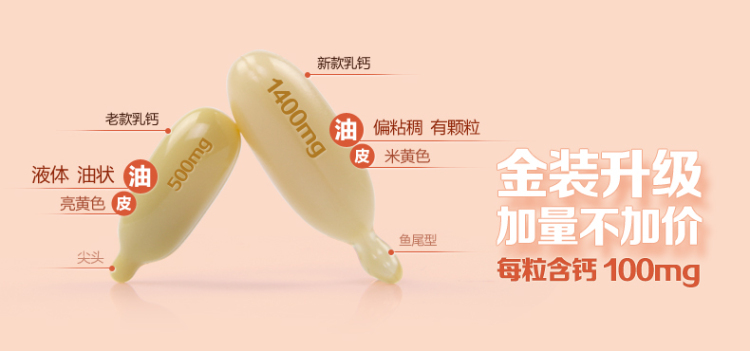 新款乳钙
1400mg
油 偏粘稠 有颗粒
皮 米黄色
鱼尾型
老款乳钙
500mg
液体 油状 油
亮黄色 皮
尖头
金装升级
加量不加价
每粒含钙 100mg